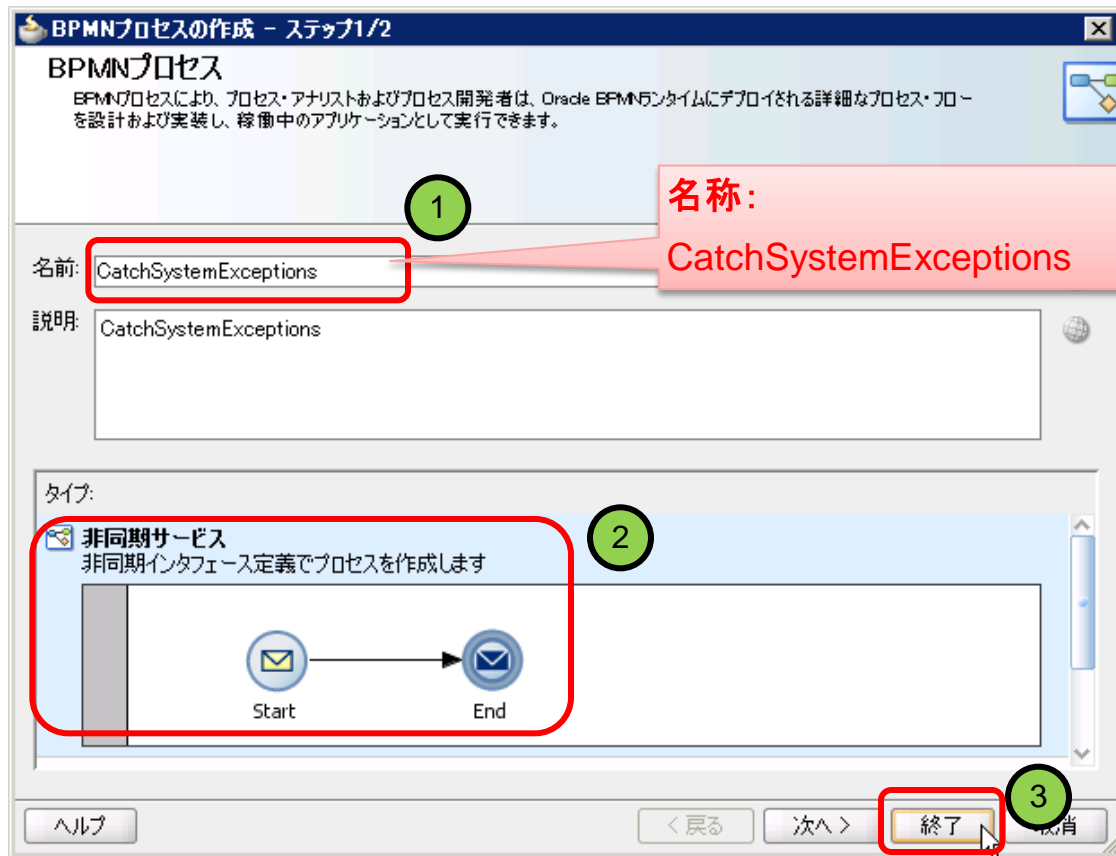 BPMNプロセスの作成 - ステップ1/2
BPMNプロセス
BPMNプロセスにより、プロセス・アナリストおよびプロセス開発者は、Oracle BPMNランタイムにデプロイされる詳細なプロセス・フロー
を設計および実装し、稼働中のアプリケーションとして実行できます。
1
名称:
CatchSystemExceptions
名前: CatchSystemExceptions
説明: CatchSystemExceptions
タイプ:
非同期サービス
2
非同期インタフェース定義でプロセスを作成します
Start End
3
ヘルプ < 戻る 次へ > 終了 取消